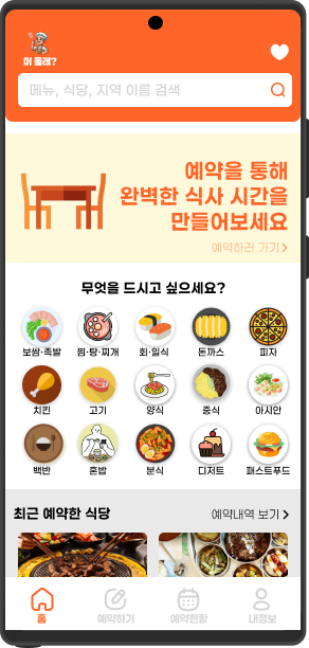 머 물래?
메뉴, 식당, 지역 이름 검색
예약을 통해
완벽한 식사 시간을
만들어보세요
예약하러 가기 >
무엇을 드시고 싶으세요?
보쌈·족발 찜·탕·찌개 회·일식 돈까스 피자
치킨 고기 양식 중식 아시안
백반 혼밥 분식 디저트 패스트푸드
최근 예약한 식당 예약내역 보기 >
홈 예약하기 예약현황 내정보